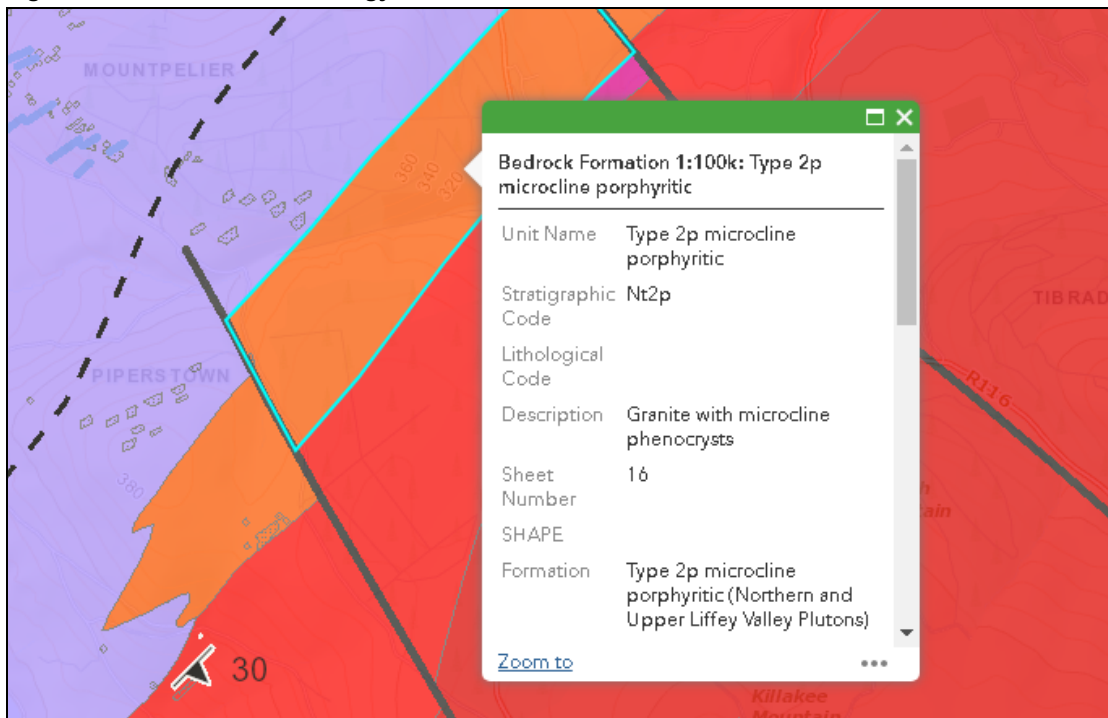 MOUNTPELIER
360
340
320
PIPERSTOWN
380
30
Bedrock Formation 1:100k: Type 2p
microcline porphyritic
Unit Name Type 2p microcline
porphyritic
Stratigraphic Nt2p
Code
Lithological
Code
Description Granite with microcline
phenocrysts
Sheet 16
Number
SHAPE
Formation Type 2p microcline
porphyritic (Northern and
Upper Liffey Valley Plutons)
Zoom to
TIBRAD
R116
Killakee
Mountain